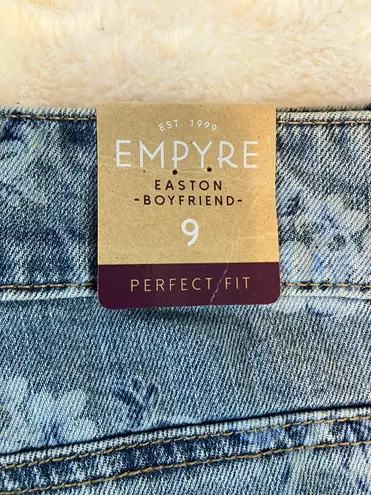 EST. 1999
EMPYRE
EASTON
-BOYFRIEND-
9
PERFECT FIT